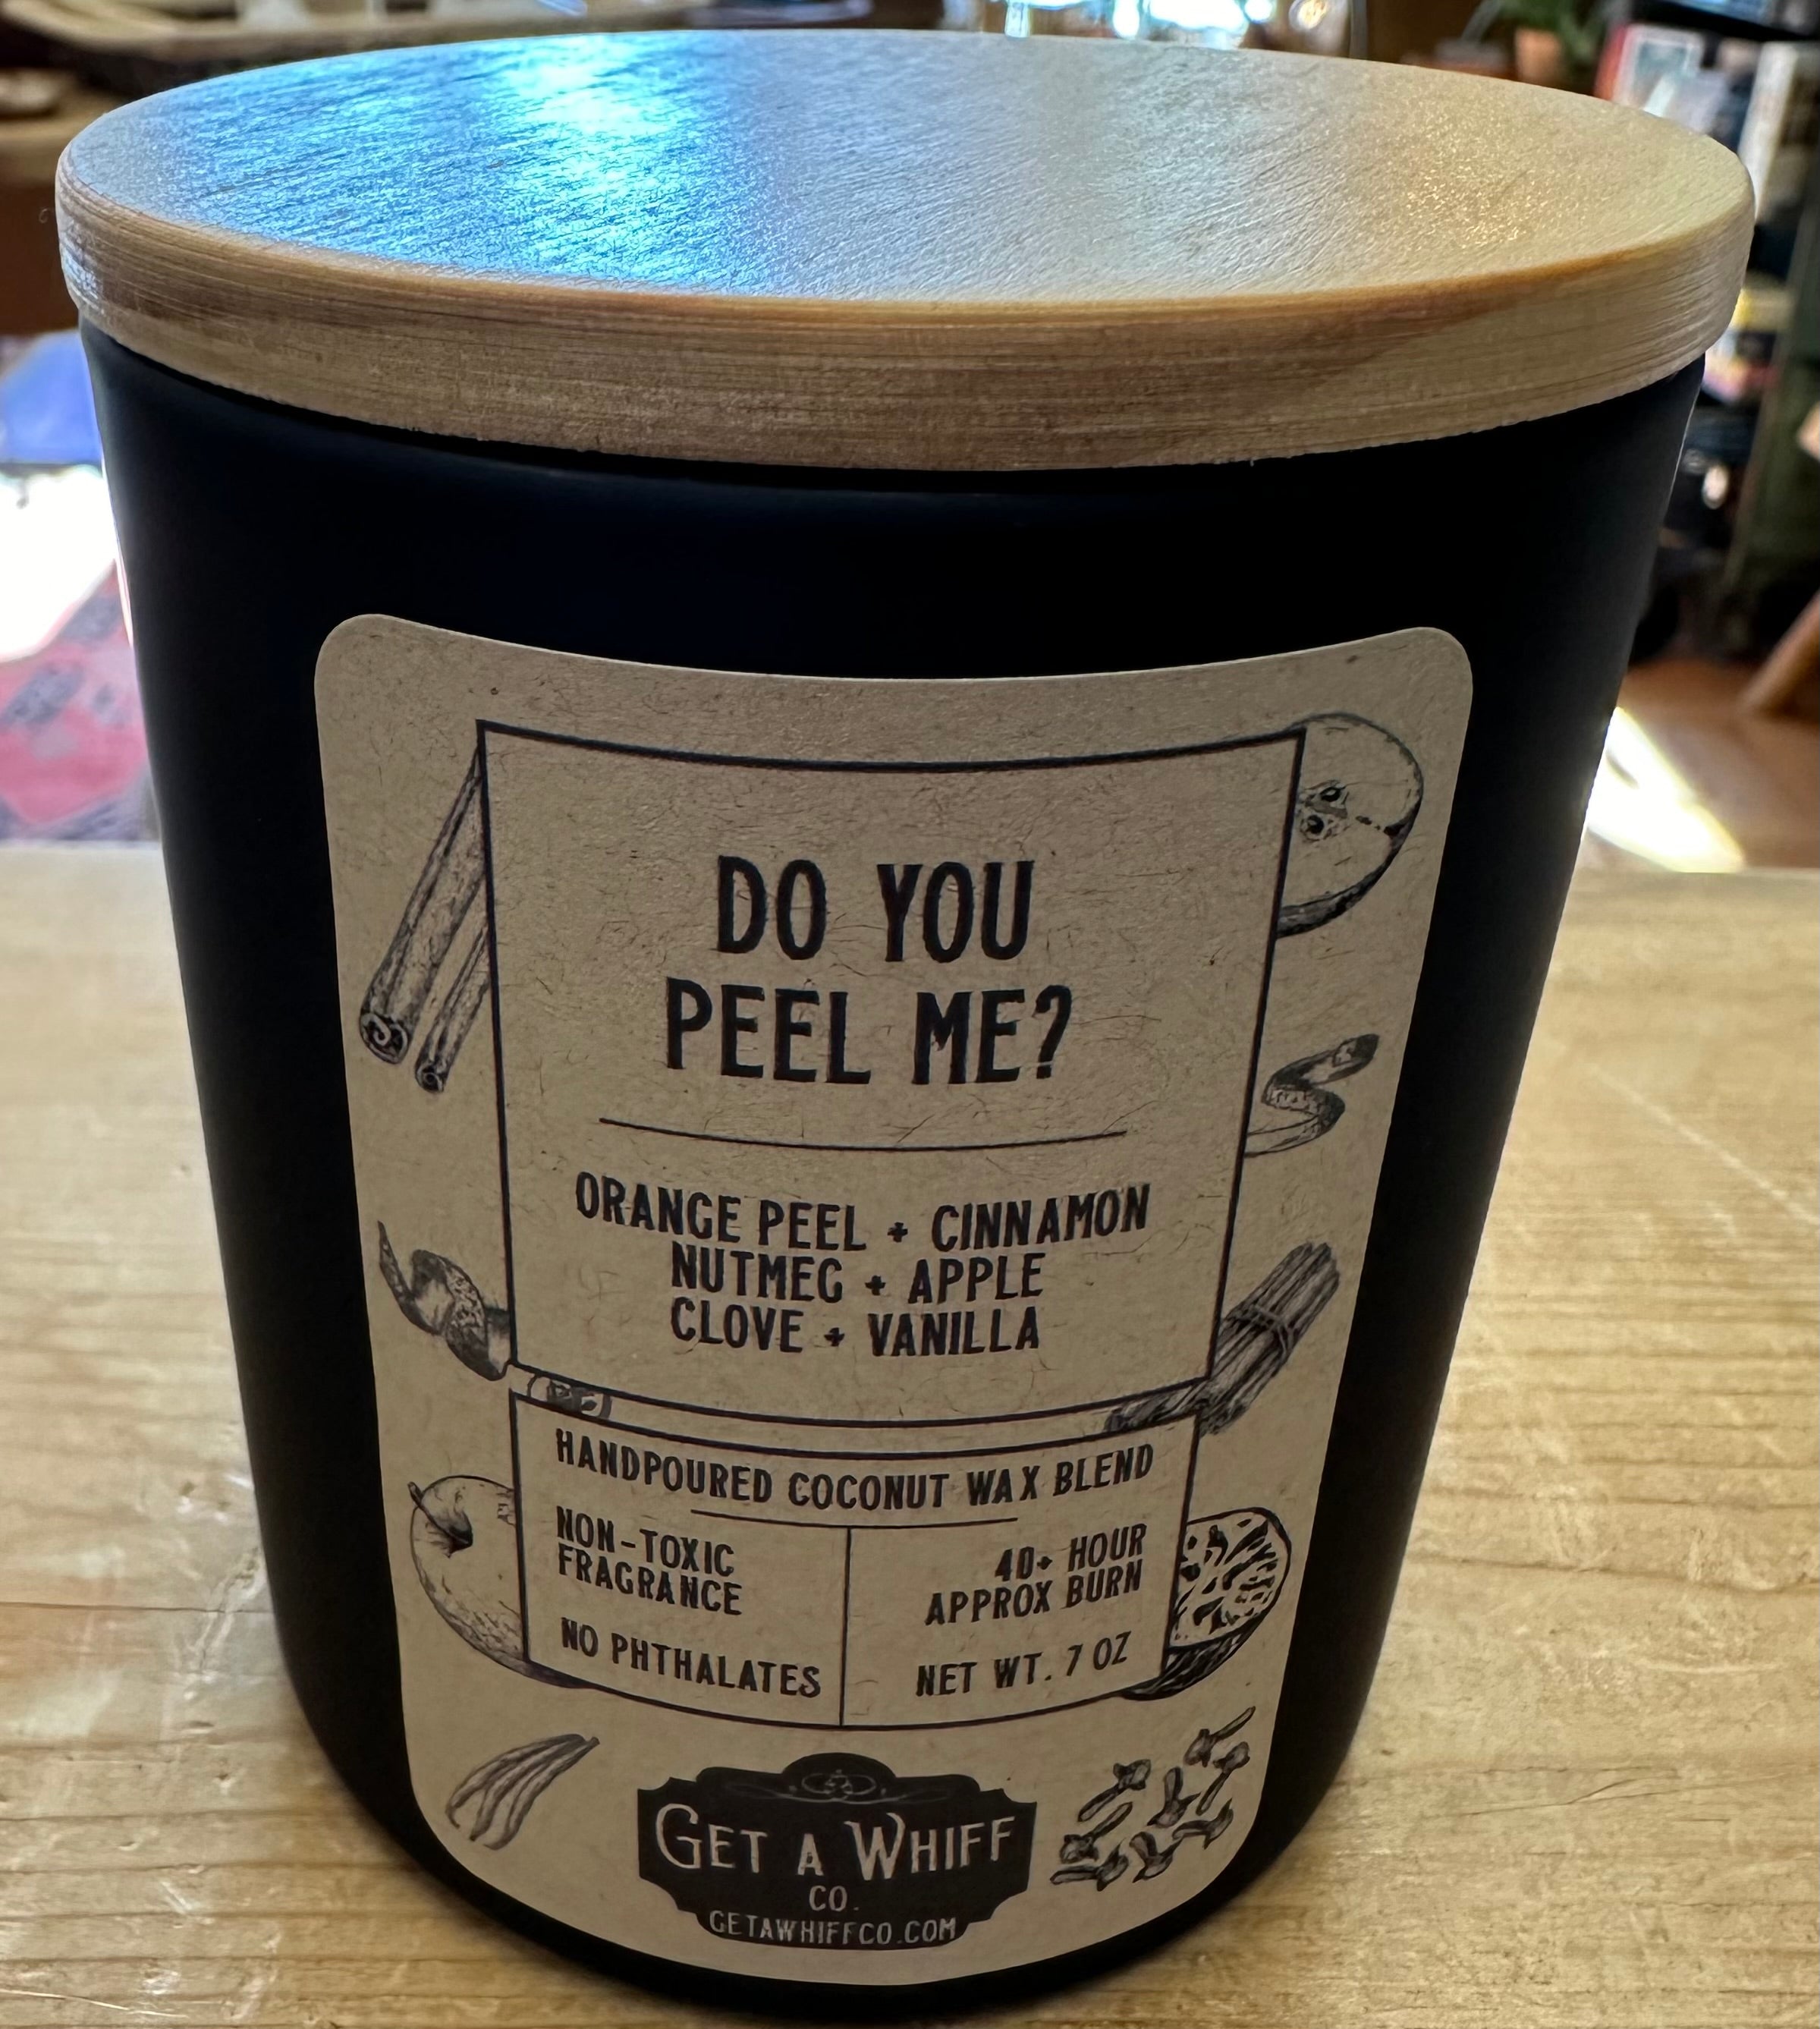 DO YOU
PEEL ME?
ORANGE PEEL + CINNAMON
NUTMEG + APPLE
CLOVE + VANILLA
HANDPOURED COCONUT WAX BLEND
NON-TOXIC
FRAGRANCE
NO PHTHALATES
40+ HOUR
APPROX BURN
NET WT. 7 OZ
GET A WHIFF
CO.
GETAWHIFFCO.COM